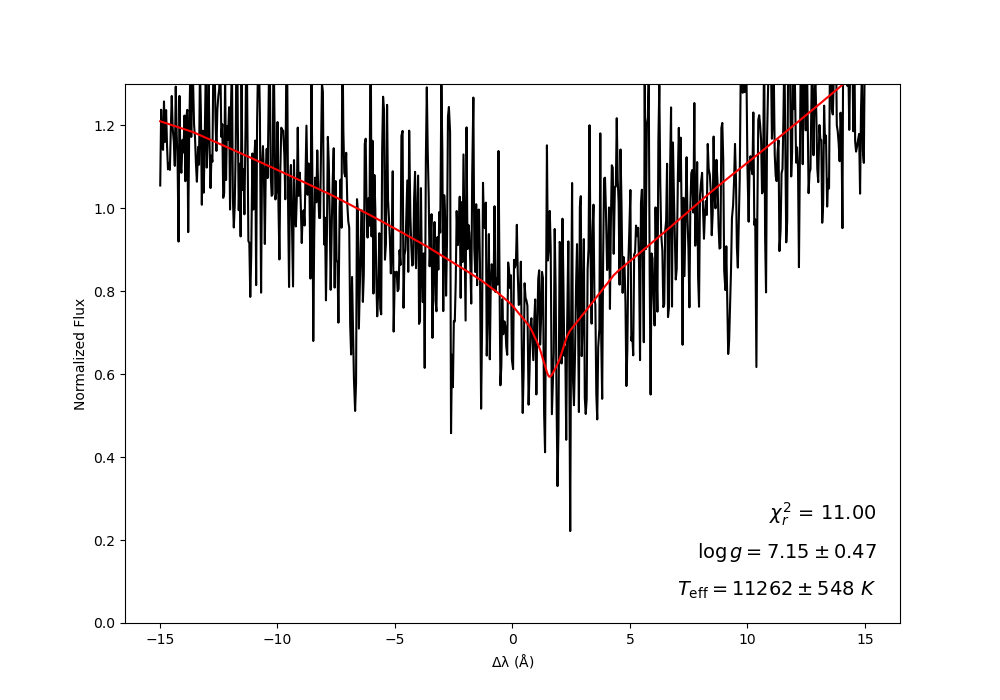 1.2
1.0
0.8
0.6
0.4
0.2
0.0
Normalized Flux
χ²ᵣ = 11.00
log g = 7.15 ± 0.47
T_eff = 11262 ± 548 K
−15 −10 −5 0 5 10 15
Δλ (Å)